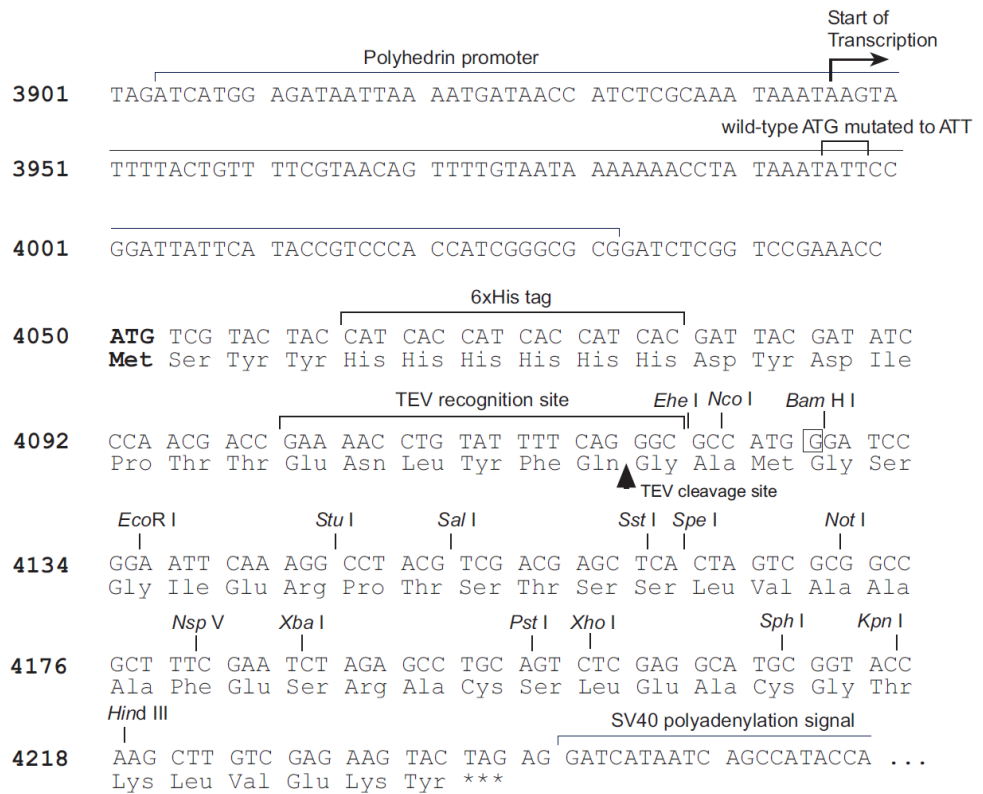 Start of
Transcription
Polyhedrin promoter
3901 TAGATCATGG AGATAATTAA AATGATAACC ATCTCGCAAA TAAATAAGTA
wild-type ATG mutated to ATT
3951 TTTTACTGTT TTCGTAACAG TTTTGTAATA AAAAAACCTA TAAATATTCC
4001 GGATTATTCA TACCGTCCCA CCATCGGGCG CGGATCTCGG TCCGAAACC
6xHis tag
4050 ATG TCG TAC TAC CAT CAC CAT CAC CAT CAC GAT TAC GAT ATC
Met Ser Tyr Tyr His His His His His His Asp Tyr Asp Ile
TEV recognition site Ehe I Nco I Bam H I
4092 CCA ACG ACC GAA AAC CTG TAT TTT CAG GGC GCC ATG GGA TCC
Pro Thr Thr Glu Asn Leu Tyr Phe Gln Gly Ala Met Gly Ser
TEV cleavage site
EcoR I Stu I Sal I Sst I Spe I Not I
4134 GGA ATT CAA AGG CCT ACG TCG ACG AGC TCA CTA GTC GCG GCC
Gly Ile Glu Arg Pro Thr Ser Thr Ser Ser Leu Val Ala Ala
Nsp V Xba I Pst I Xho I Sph I Kpn I
4176 GCT TTC GAA TCT AGA GCC TGC AGT CTC GAG GCA TGC GGT ACC
Ala Phe Glu Ser Arg Ala Cys Ser Leu Glu Ala Cys Gly Thr
Hind III SV40 polyadenylation signal
4218 AAG CTT GTC GAG AAG TAC TAG AG GATCATAATC AGCCATACCA ...
Lys Leu Val Glu Lys Tyr ***